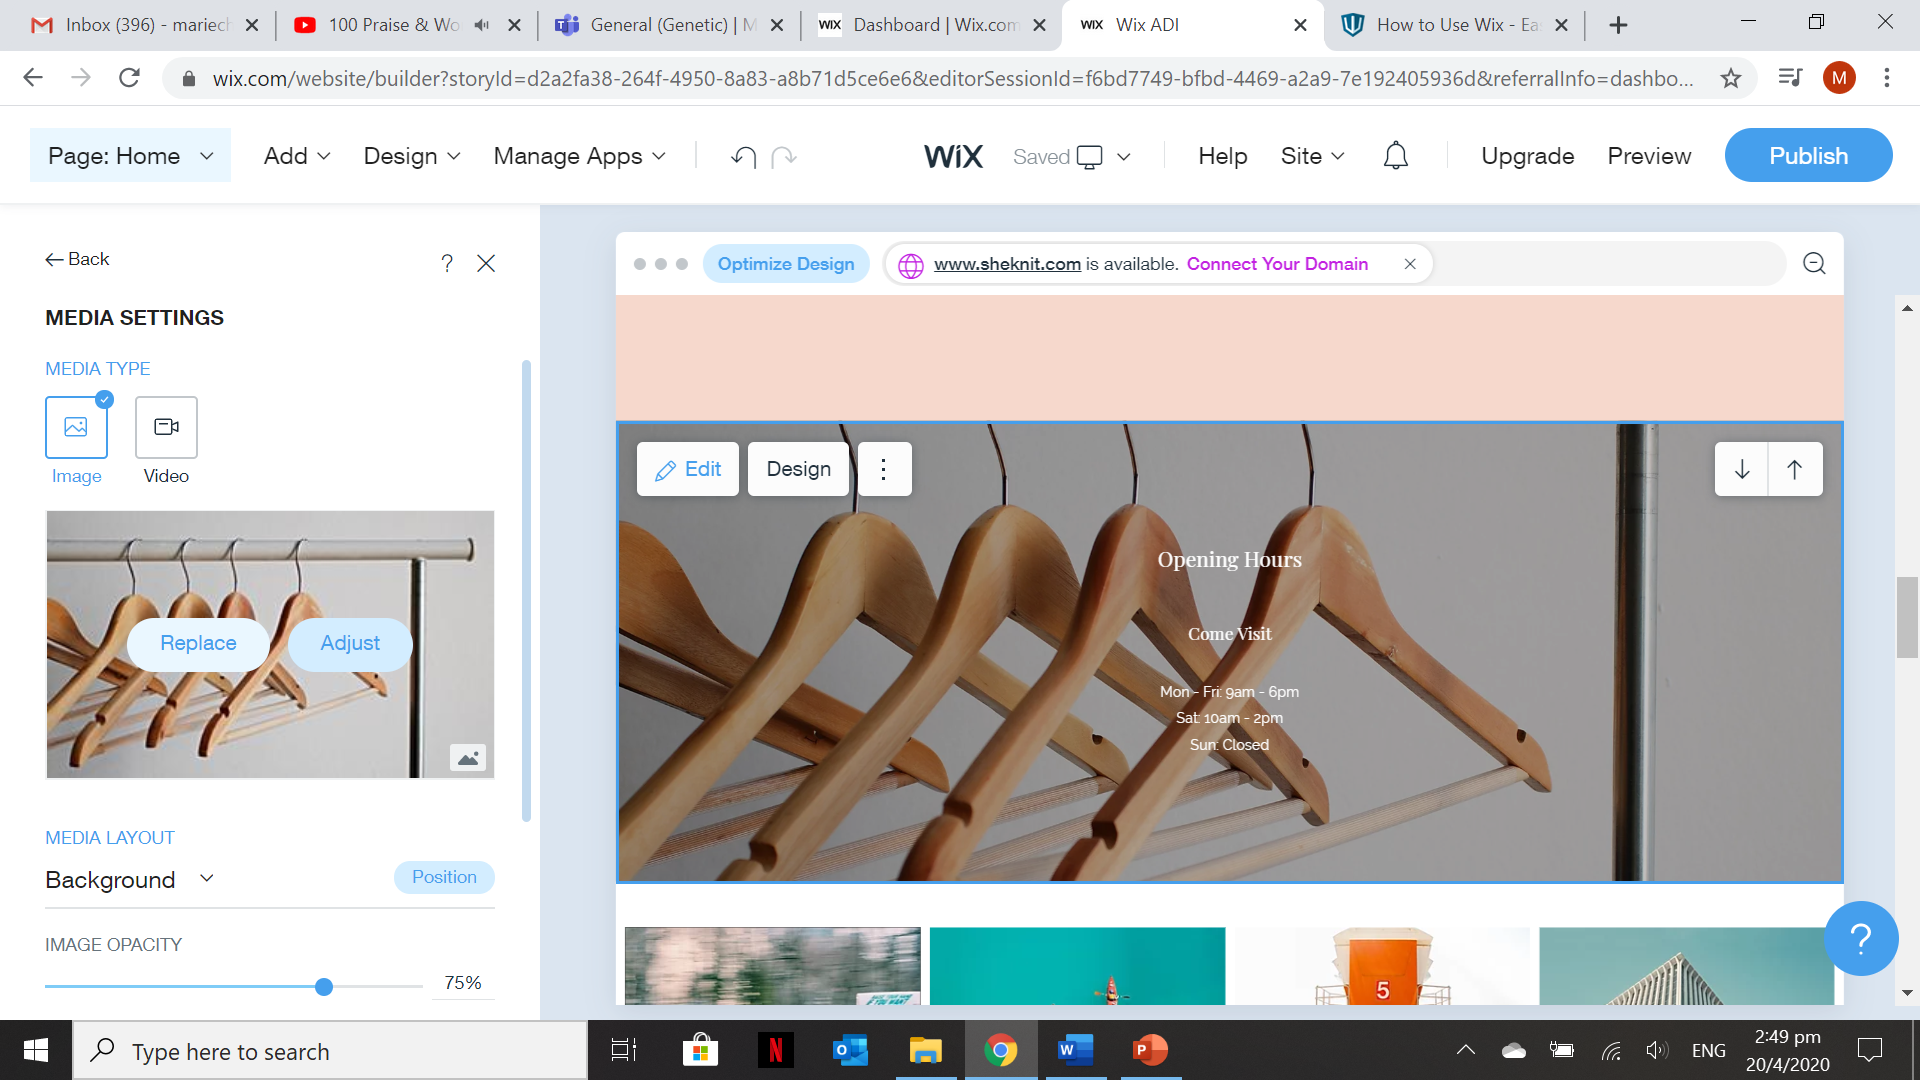 Inbox (396) - mariech
100 Praise & Wo
General (Genetic) | M
WIX Dashboard | Wix.com
WIX Wix ADI
How to Use Wix - Eas
wix.com/website/builder?storyId=d2a2fa38-264f-4950-8a83-a8b71d5ce6e6&editorSessionId=f6bd7749-bfbd-4469-a2a9-7e192405936d&referralInfo=dashbo...
M
Page: Home
Add
Design
Manage Apps
WiX
Saved
Help
Site
Upgrade
Preview
Publish
Back
?
MEDIA SETTINGS
MEDIA TYPE
Image
Video
Replace
Adjust
MEDIA LAYOUT
Background
Position
IMAGE OPACITY
75%
Optimize Design
www.sheknit.com is available. Connect Your Domain
Edit
Design
Opening Hours
Come Visit
Mon - Fri: 9am - 6pm
Sat: 10am - 2pm
Sun: Closed
5
?
Type here to search
N
O
W
P
ENG
2:49 pm
20/4/2020